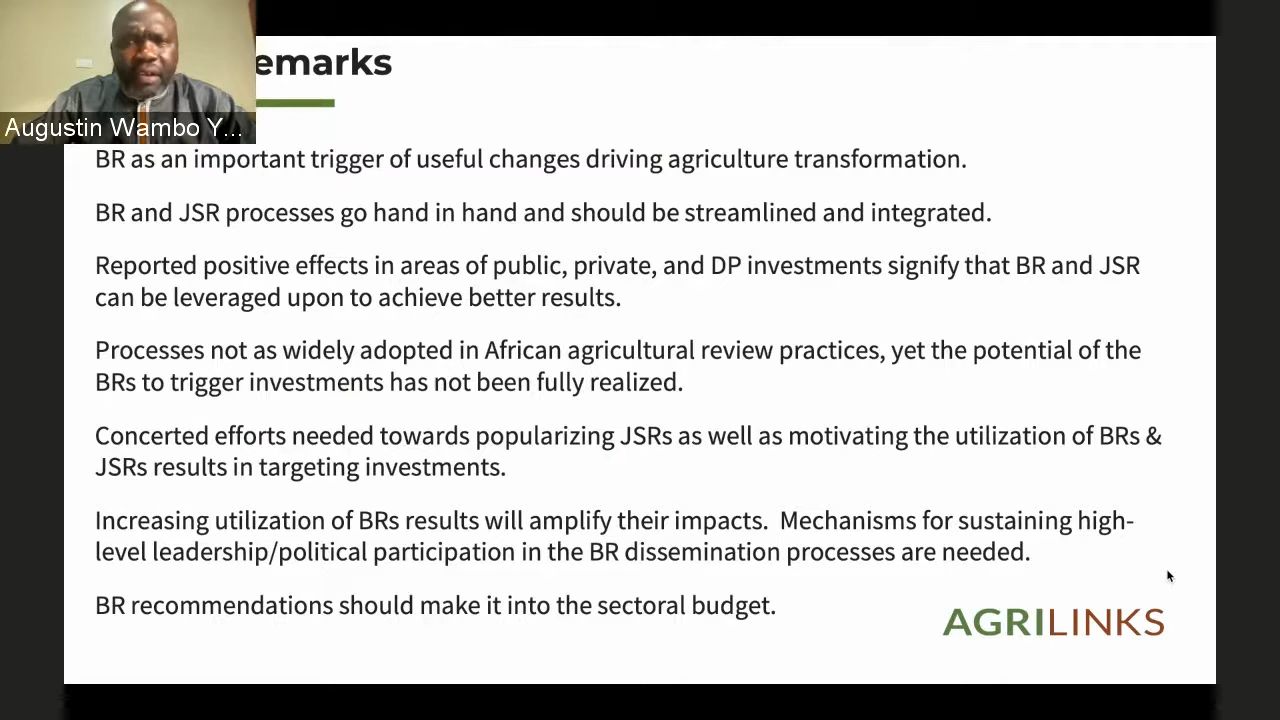 emarks
Augustin Wambo Y...
BR as an important trigger of useful changes driving agriculture transformation.
BR and JSR processes go hand in hand and should be streamlined and integrated.
Reported positive effects in areas of public, private, and DP investments signify that BR and JSR
can be leveraged upon to achieve better results.
Processes not as widely adopted in African agricultural review practices, yet the potential of the
BRs to trigger investments has not been fully realized.
Concerted efforts needed towards popularizing JSRs as well as motivating the utilization of BRs &
JSRs results in targeting investments.
Increasing utilization of BRs results will amplify their impacts.  Mechanisms for sustaining high-
level leadership/political participation in the BR dissemination processes are needed.
BR recommendations should make it into the sectoral budget.
AGRILINKS